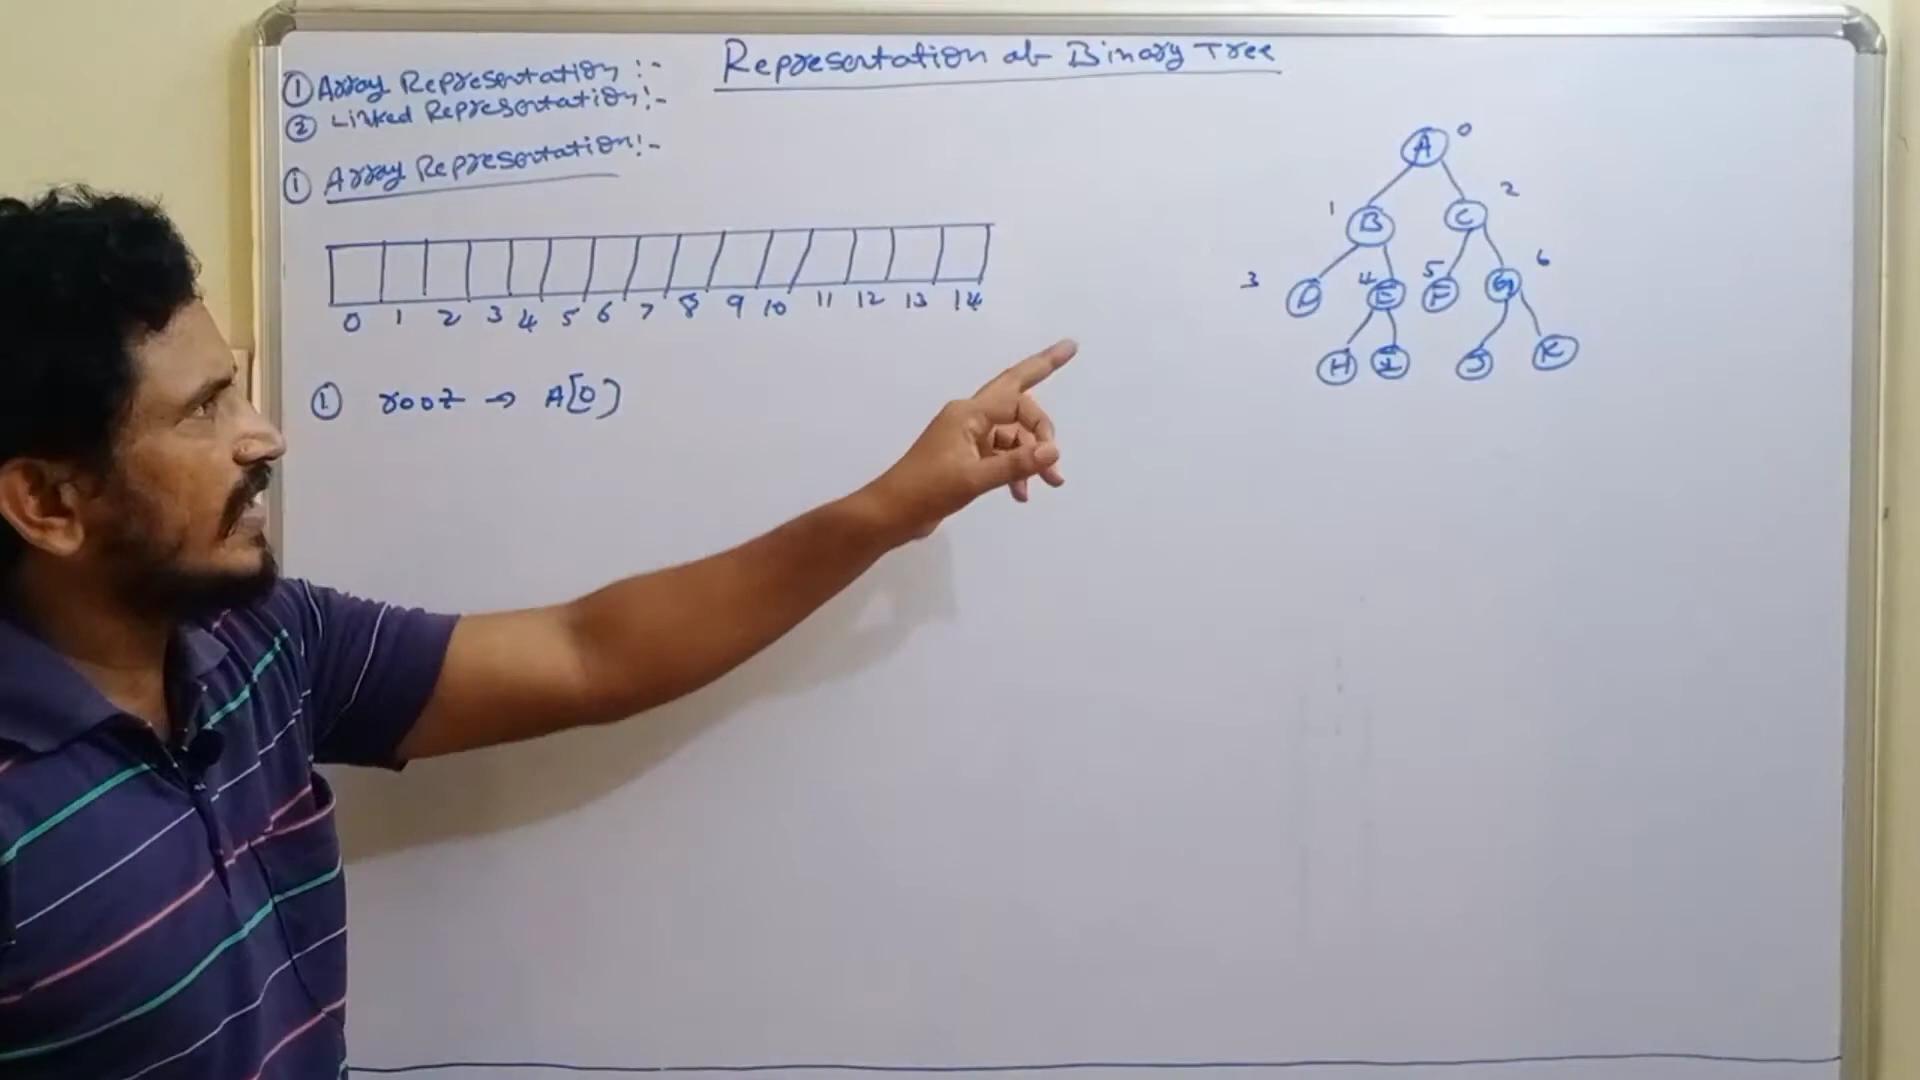 Representation of Binary Tree
① Array Representation :-
② Linked Representation :-
① Array Representation :-
0 1 2 3 4 5 6 7 8 9 10 11 12 13 14
① root → A[0]
A 0
1 B C 2
3 D 4 E 5 F G 6
H I J K